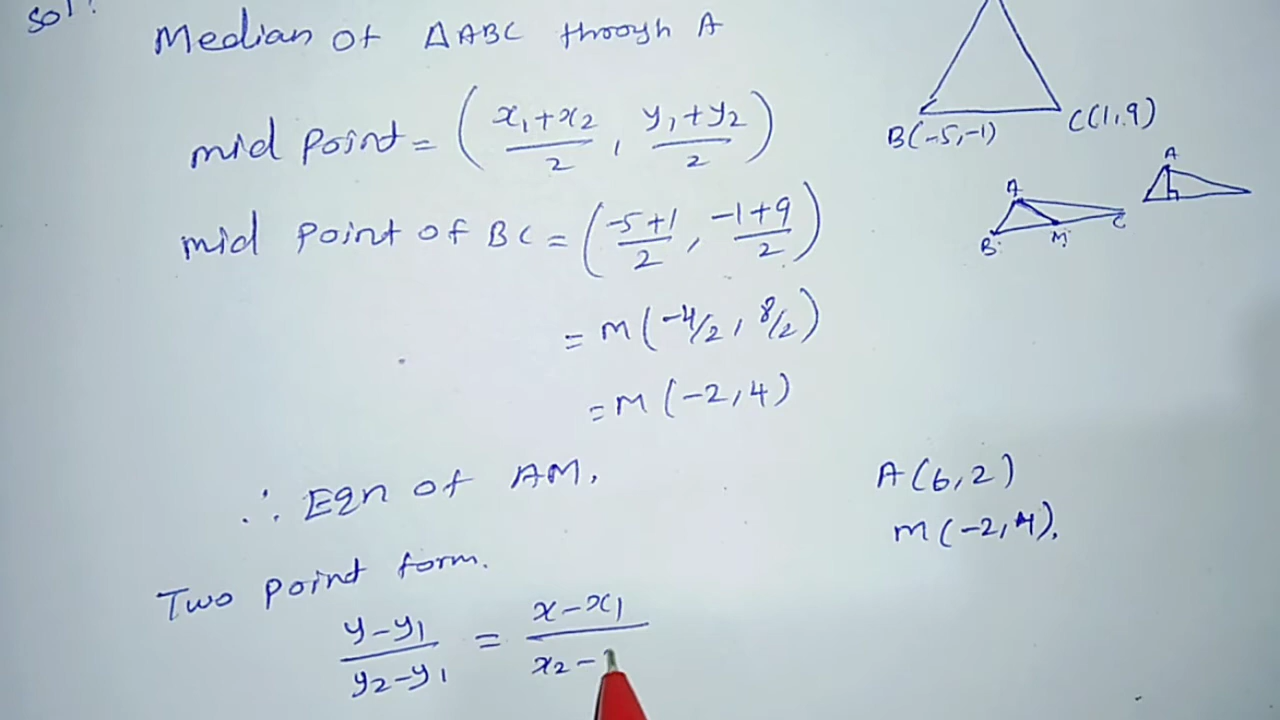 Sol:
Median of ΔABC throogh A
mid point = ( x₁+x₂/2 , y₁+y₂/2 )
B(-5,-1)
C(1,9)
mid point of BC = ( -5+1/2 , -1+9/2 )
A
B
M
C
A
= M(-4/2, 8/2)
= M(-2,4)
∴ Eqn of AM.
A(6,2)
M(-2,4).
Two point form.
y-y₁/y₂-y₁ = x-x₁/x₂-